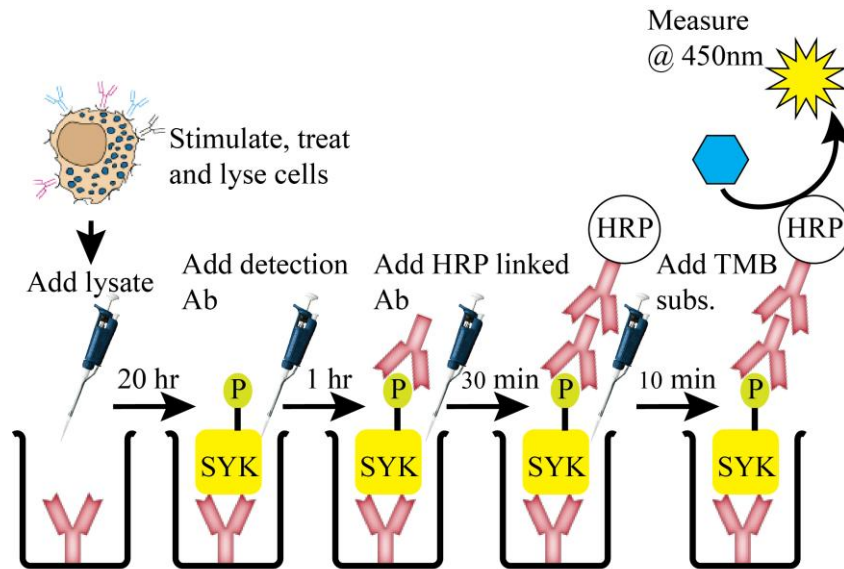 Measure
@ 450nm
Stimulate, treat
and lyse cells
HRP
HRP
Add lysate
Add detection
Ab
Add HRP linked
Ab
Add TMB
subs.
20 hr
1 hr
30 min
10 min
P
P
P
P
SYK
SYK
SYK
SYK